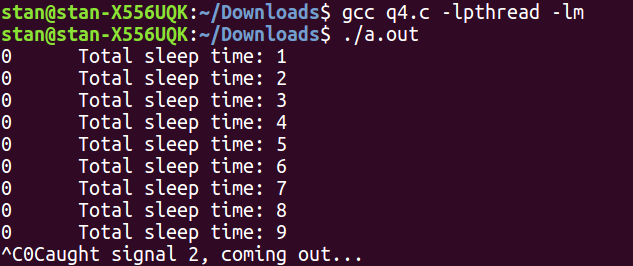 stan@stan-X556UQK:~/Downloads$ gcc q4.c -lpthread -lm
stan@stan-X556UQK:~/Downloads$ ./a.out
0      Total sleep time: 1
0      Total sleep time: 2
0      Total sleep time: 3
0      Total sleep time: 4
0      Total sleep time: 5
0      Total sleep time: 6
0      Total sleep time: 7
0      Total sleep time: 8
0      Total sleep time: 9
^C0Caught signal 2, coming out...